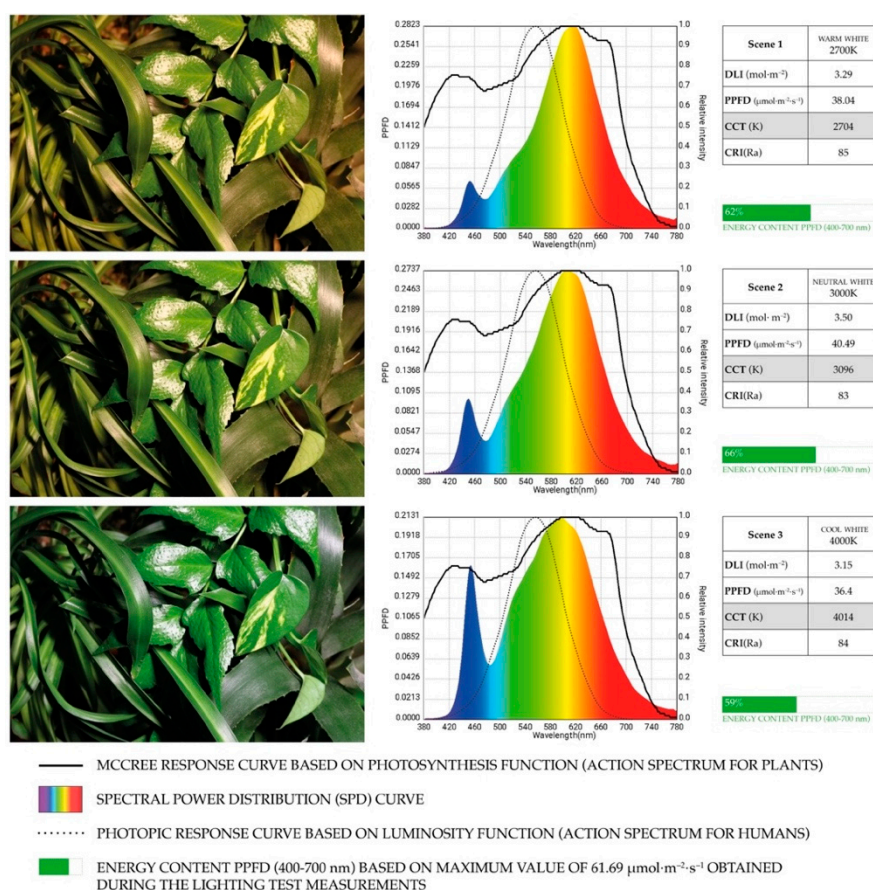 0.2823
0.2541
0.2259
0.1976
0.1694
0.1412
0.1129
0.0847
0.0565
0.0282
0.0000
PPFD
1.0
0.9
0.8
0.7
0.6
0.5
0.4
0.3
0.2
0.1
0.0
Relative intensity
380 420 460 500 540 580 620 660 700 740 780
Wavelength(nm)
Scene 1 WARM WHITE 2700K
DLI (mol·m⁻²) 3.29
PPFD (μmol·m⁻²·s⁻¹) 38.04
CCT (K) 2704
CRI(Ra) 85
62%
ENERGY CONTENT PPFD (400-700 nm)
0.2737
0.2463
0.2189
0.1916
0.1642
0.1368
0.1095
0.0821
0.0547
0.0274
0.0000
PPFD
1.0
0.9
0.8
0.7
0.6
0.5
0.4
0.3
0.2
0.1
0.0
Relative intensity
380 420 460 500 540 580 620 660 700 740 780
Wavelength(nm)
Scene 2 NEUTRAL WHITE 3000K
DLI (mol· m⁻²) 3.50
PPFD (μmol·m⁻²·s⁻¹) 40.49
CCT (K) 3096
CRI(Ra) 83
66%
ENERGY CONTENT PPFD (400-700 nm)
0.2131
0.1918
0.1705
0.1492
0.1279
0.1065
0.0852
0.0639
0.0426
0.0213
0.0000
PPFD
1.0
0.9
0.8
0.7
0.6
0.5
0.4
0.3
0.2
0.1
0.0
Relative intensity
380 420 460 500 540 580 620 660 700 740 780
Wavelength(nm)
Scene 3 COOL WHITE 4000K
DLI (mol·m⁻²) 3.15
PPFD (μmol·m⁻²·s⁻¹) 36.4
CCT (K) 4014
CRI(Ra) 84
59%
ENERGY CONTENT PPFD (400-700 nm)
MCCREE RESPONSE CURVE BASED ON PHOTOSYNTHESIS FUNCTION (ACTION SPECTRUM FOR PLANTS)
SPECTRAL POWER DISTRIBUTION (SPD) CURVE
PHOTOPIC RESPONSE CURVE BASED ON LUMINOSITY FUNCTION (ACTION SPECTRUM FOR HUMANS)
ENERGY CONTENT PPFD (400-700 nm) BASED ON MAXIMUM VALUE OF 61.69 μmol·m⁻²·s⁻¹ OBTAINED
DURING THE LIGHTING TEST MEASUREMENTS